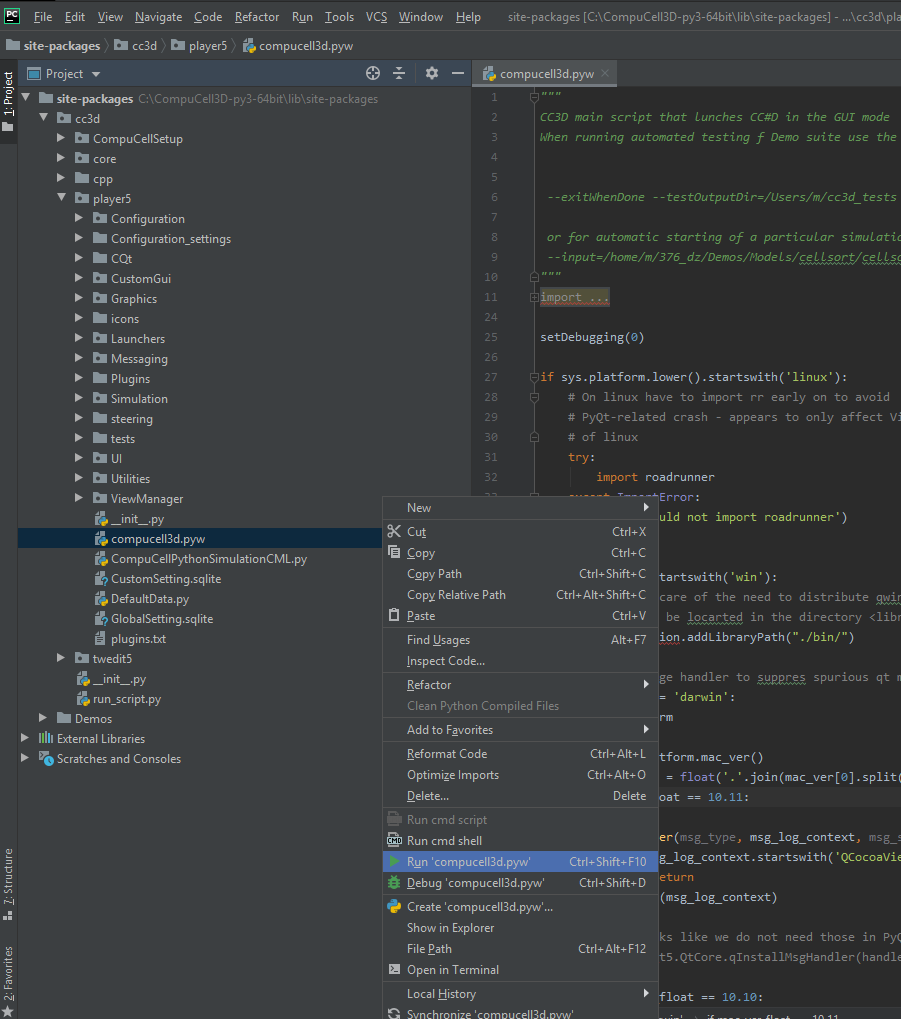 PC File Edit View Navigate Code Refactor Run Tools VCS Window Help site-packages [C:\CompuCell3D-py3-64bit\lib\site-packages] - ...\cc3d\pla
site-packages cc3d player5 compucell3d.pyw
1: Project
Project
compucell3d.pyw
site-packages C:\CompuCell3D-py3-64bit\lib\site-packages
cc3d
CompuCellSetup
core
cpp
player5
Configuration
Configuration_settings
CQt
CustomGui
Graphics
icons
Launchers
Messaging
Plugins
Simulation
steering
tests
UI
Utilities
ViewManager
__init__.py
compucell3d.pyw
CompuCellPythonSimulationCML.py
CustomSetting.sqlite
DefaultData.py
GlobalSetting.sqlite
plugins.txt
twedit5
__init__.py
run_script.py
Demos
External Libraries
Scratches and Consoles
7: Structure
2: Favorites
1 """
2 CC3D main script that lunches CC#D in the GUI mode
3 When running automated testing f Demo suite use the
4
5
6 --exitWhenDone --testOutputDir=/Users/m/cc3d_tests
7
8 or for automatic starting of a particular simulatio
9 --input=/home/m/376_dz/Demos/Models/cellsort/cellso
10 """
11 import ...
24
25 setDebugging(0)
26
27 if sys.platform.lower().startswith('linux'):
28 # On linux have to import rr early on to avoid
29 # PyQt-related crash - appears to only affect Vi
30 # of linux
31 try:
32 import roadrunner
33 except ImportError:
uld not import roadrunner')
tartswith('win'):
care of the need to distribute qwin
be locarted in the directory <libr
ion.addLibraryPath("./bin/")
ge handler to suppres spurious qt m
= 'darwin':
rm
tform.mac_ver()
= float('.'.join(mac_ver[0].split(
oat == 10.11:
er(msg_type, msg_log_context, msg_s
g_log_context.startswith('QCocoaVie
eturn
(msg_log_context)
ks like we do not need those in PyQ
t5.QtCore.qInstallMsgHandler(handle
float == 10.10:
New
Cut Ctrl+X
Copy Ctrl+C
Copy Path Ctrl+Shift+C
Copy Relative Path Ctrl+Alt+Shift+C
Paste Ctrl+V
Find Usages Alt+F7
Inspect Code...
Refactor
Clean Python Compiled Files
Add to Favorites
Reformat Code Ctrl+Alt+L
Optimize Imports Ctrl+Alt+O
Delete... Delete
Run cmd script
Run cmd shell
Run 'compucell3d.pyw' Ctrl+Shift+F10
Debug 'compucell3d.pyw' Ctrl+Shift+D
Create 'compucell3d.pyw'...
Show in Explorer
File Path Ctrl+Alt+F12
Open in Terminal
Local History
Synchronize 'compucell3d.pyw'